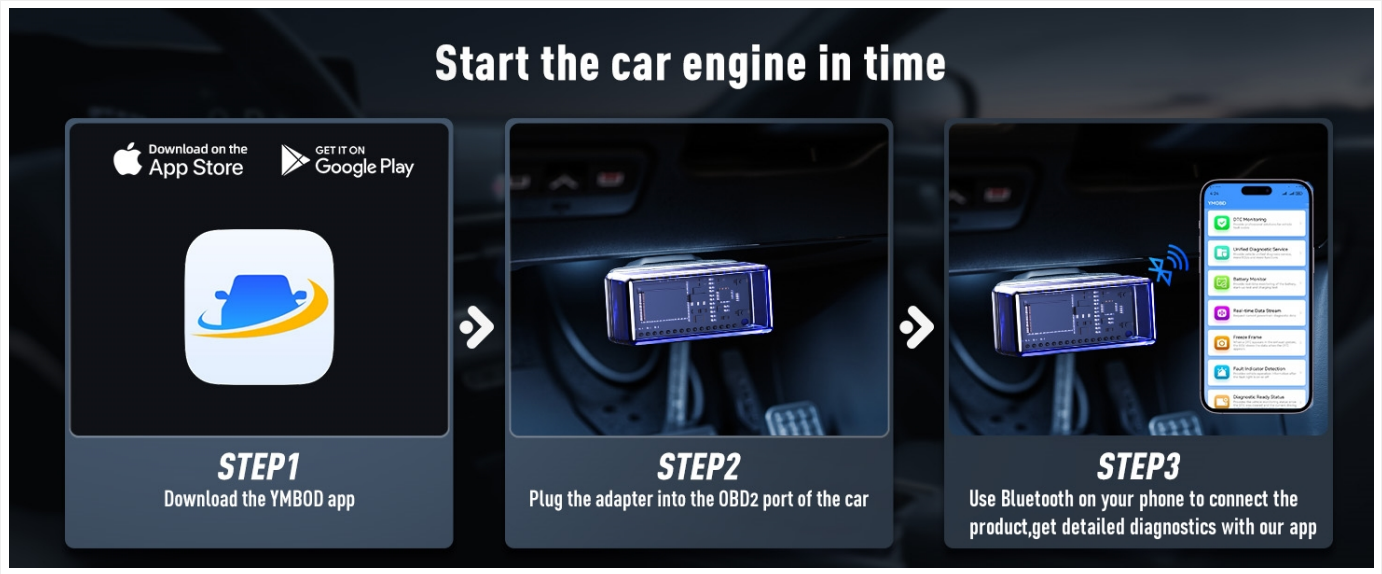 Start the car engine in time
Download on the
App Store
GET IT ON
Google Play
STEP1
Download the YMBOD app
STEP2
Plug the adapter into the OBD2 port of the car
YMOBD
DTC Monitoring
Unified Diagnostic Service
Battery Monitor
Real-time Data Stream
Freeze Frame
Fault Indicator Detection
Diagnostic Ready Status
STEP3
Use Bluetooth on your phone to connect the
product,get detailed diagnostics with our app